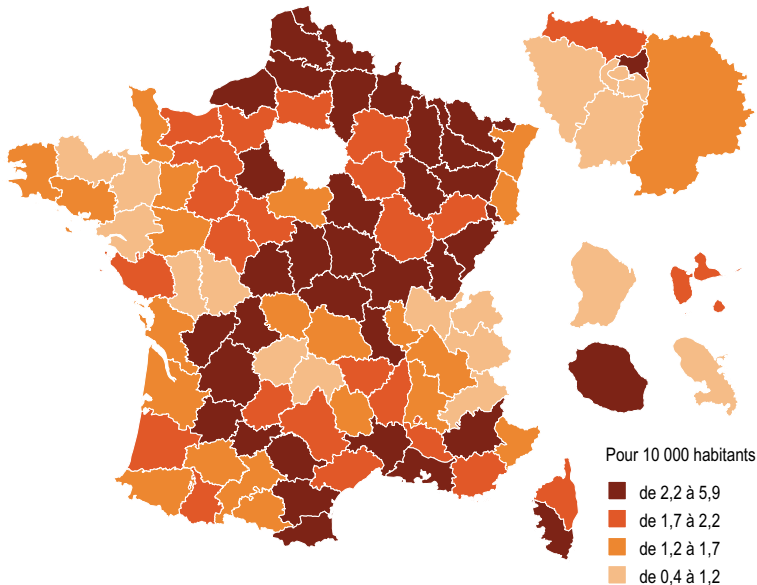 Pour 10 000 habitants
de 2,2 à 5,9
de 1,7 à 2,2
de 1,2 à 1,7
de 0,4 à 1,2